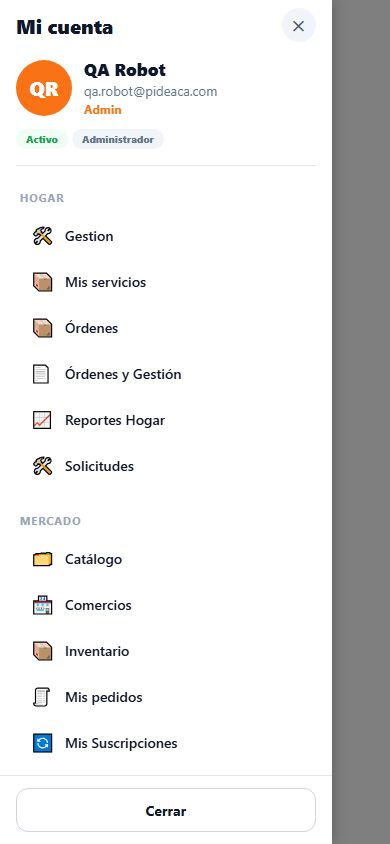 Mi cuenta
QR
QA Robot
qa.robot@pideaca.com
Admin
Activo
Administrador
HOGAR
Gestion
Mis servicios
Órdenes
Órdenes y Gestión
Reportes Hogar
Solicitudes
MERCADO
Catálogo
Comercios
Inventario
Mis pedidos
Mis Suscripciones
Cerrar